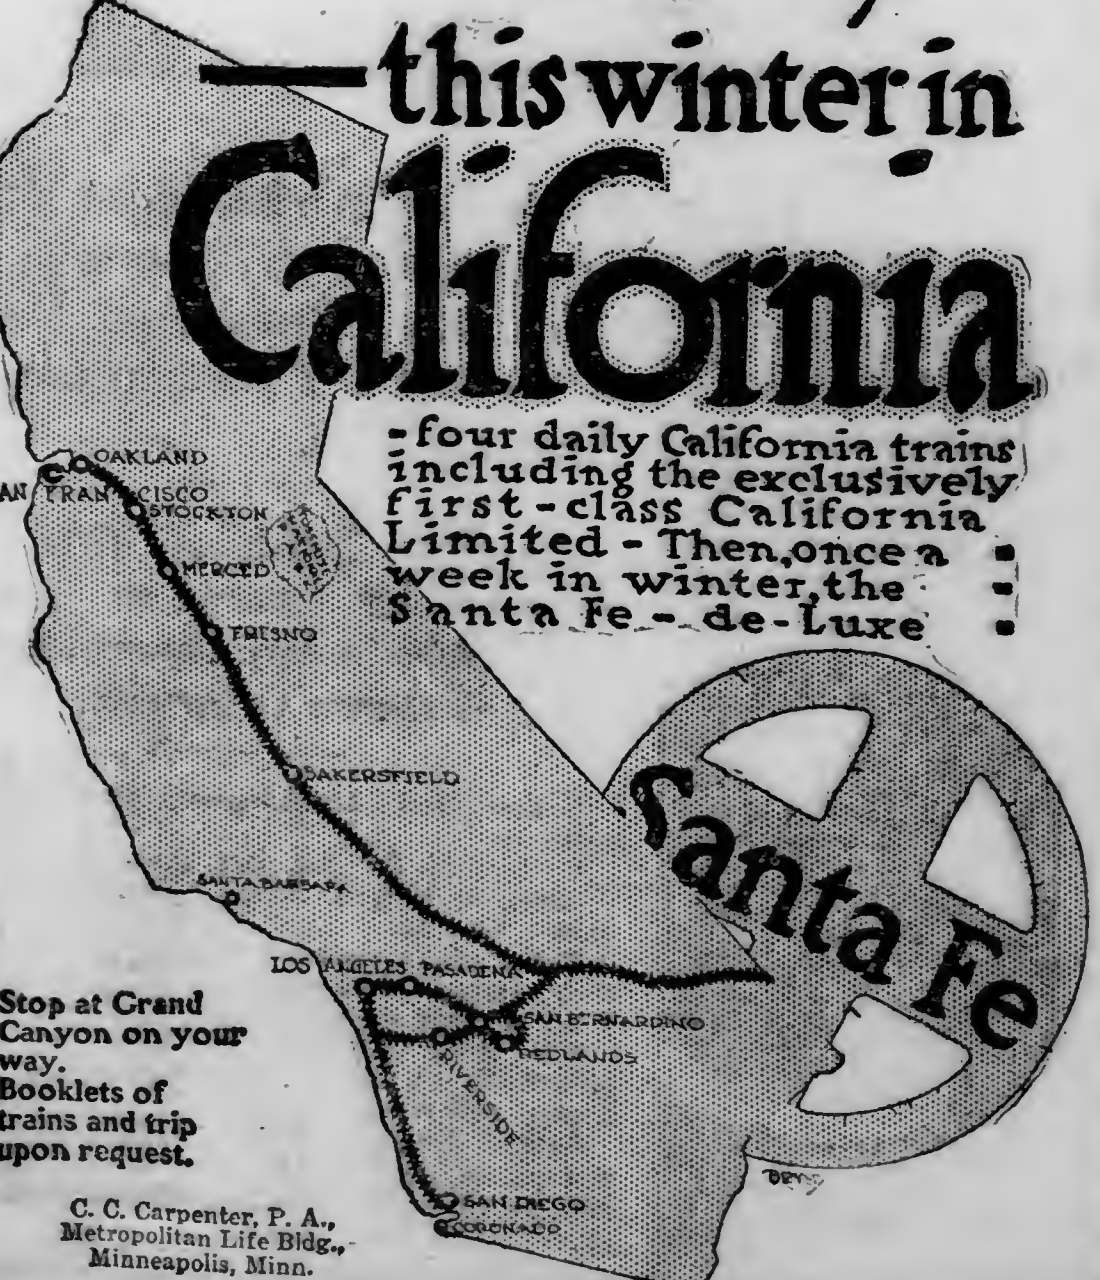 —this winter in
California
-four daily California trains
including the exclusively
first-class California
Limited - Then, once a
week in winter, the
Santa Fe - de-Luxe
OAKLAND
AN FRANCISCO
STOCKTON
MERCED
FRESNO
BAKERSFIELD
SANTA BARBARA
LOS ANGELES
PASADENA
SAN BERNARDINO
REDLANDS
RIVERSIDE
SAN DIEGO
CORONADO
Santa Fe
Stop at Grand
Canyon on your
way.
Booklets of
trains and trip
upon request.
C. C. Carpenter, P. A.,
Metropolitan Life Bldg.,
Minneapolis, Minn.